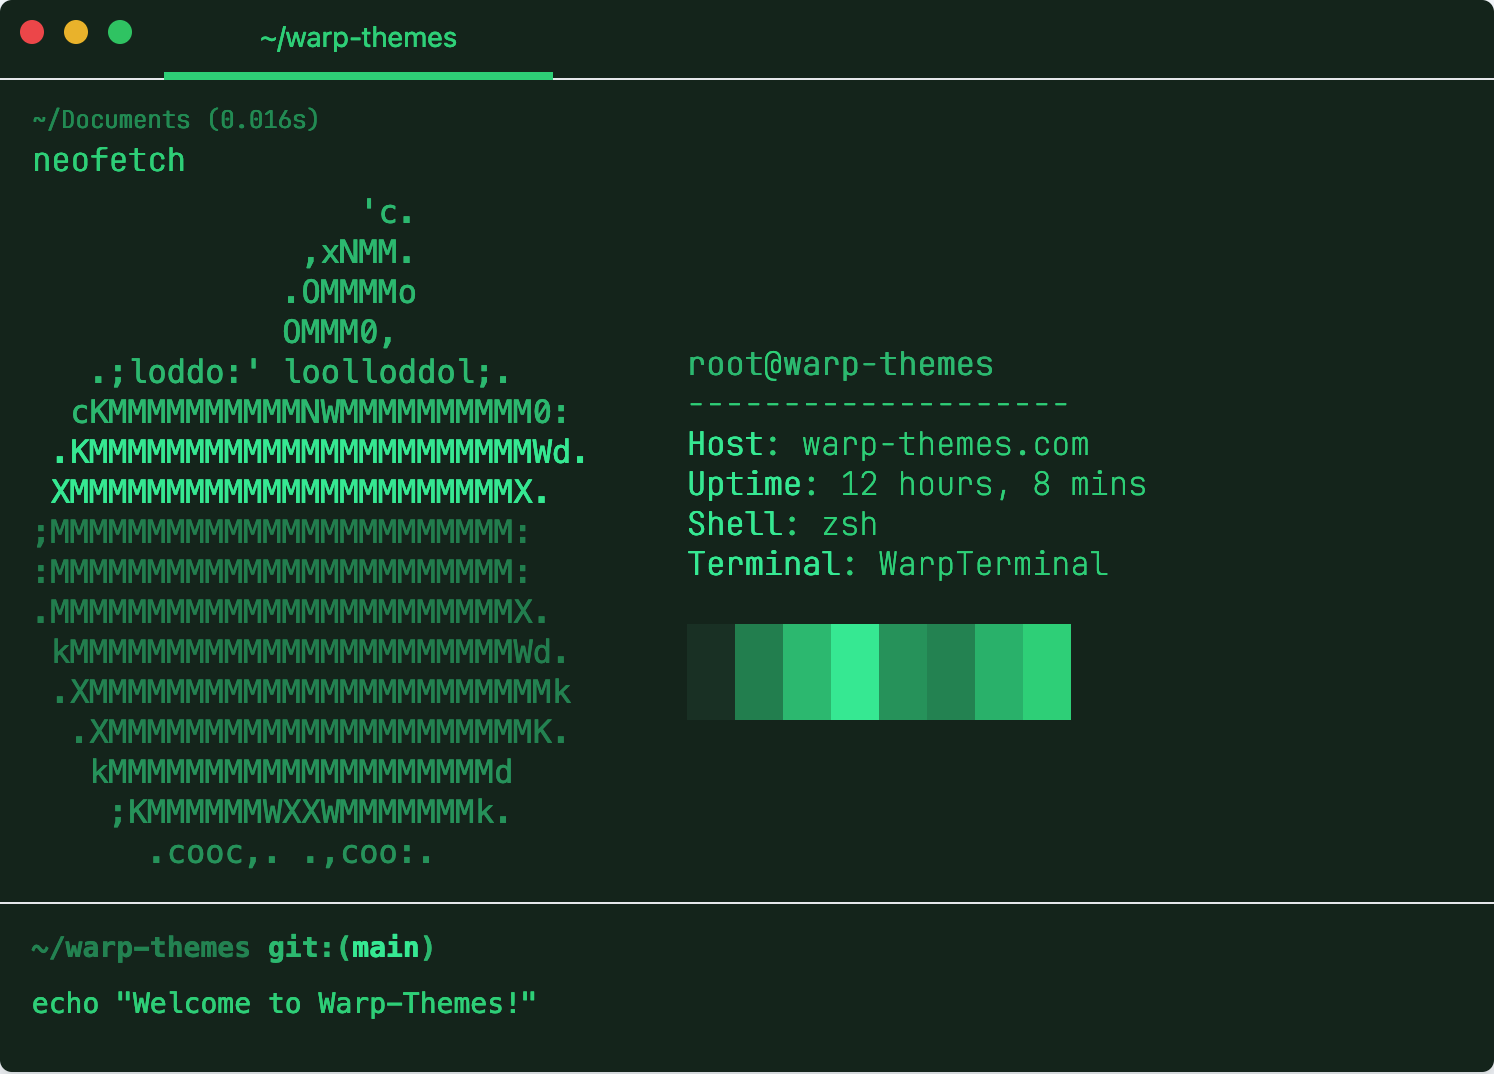 ~/warp-themes
~/Documents (0.016s)
neofetch
'c.
,xNMM.
.OMMMMo
OMMM0,
.;loddo:' loolloddol;.
cKMMMMMMMMMMNWMMMMMMMMMM0:
.KMMMMMMMMMMMMMMMMMMMMMMMWd.
XMMMMMMMMMMMMMMMMMMMMMMMX.
;MMMMMMMMMMMMMMMMMMMMMMMM:
:MMMMMMMMMMMMMMMMMMMMMMMM:
.MMMMMMMMMMMMMMMMMMMMMMMMX.
kMMMMMMMMMMMMMMMMMMMMMMMMWd.
.XMMMMMMMMMMMMMMMMMMMMMMMMMMk
.XMMMMMMMMMMMMMMMMMMMMMMMMK.
kMMMMMMMMMMMMMMMMMMMMMMd
;KMMMMMMMWXXWMMMMMMMk.
.cooc,. .,coo:.
root@warp-themes
--------------------
Host: warp-themes.com
Uptime: 12 hours, 8 mins
Shell: zsh
Terminal: WarpTerminal
~/warp-themes git:(main)
echo "Welcome to Warp-Themes!"